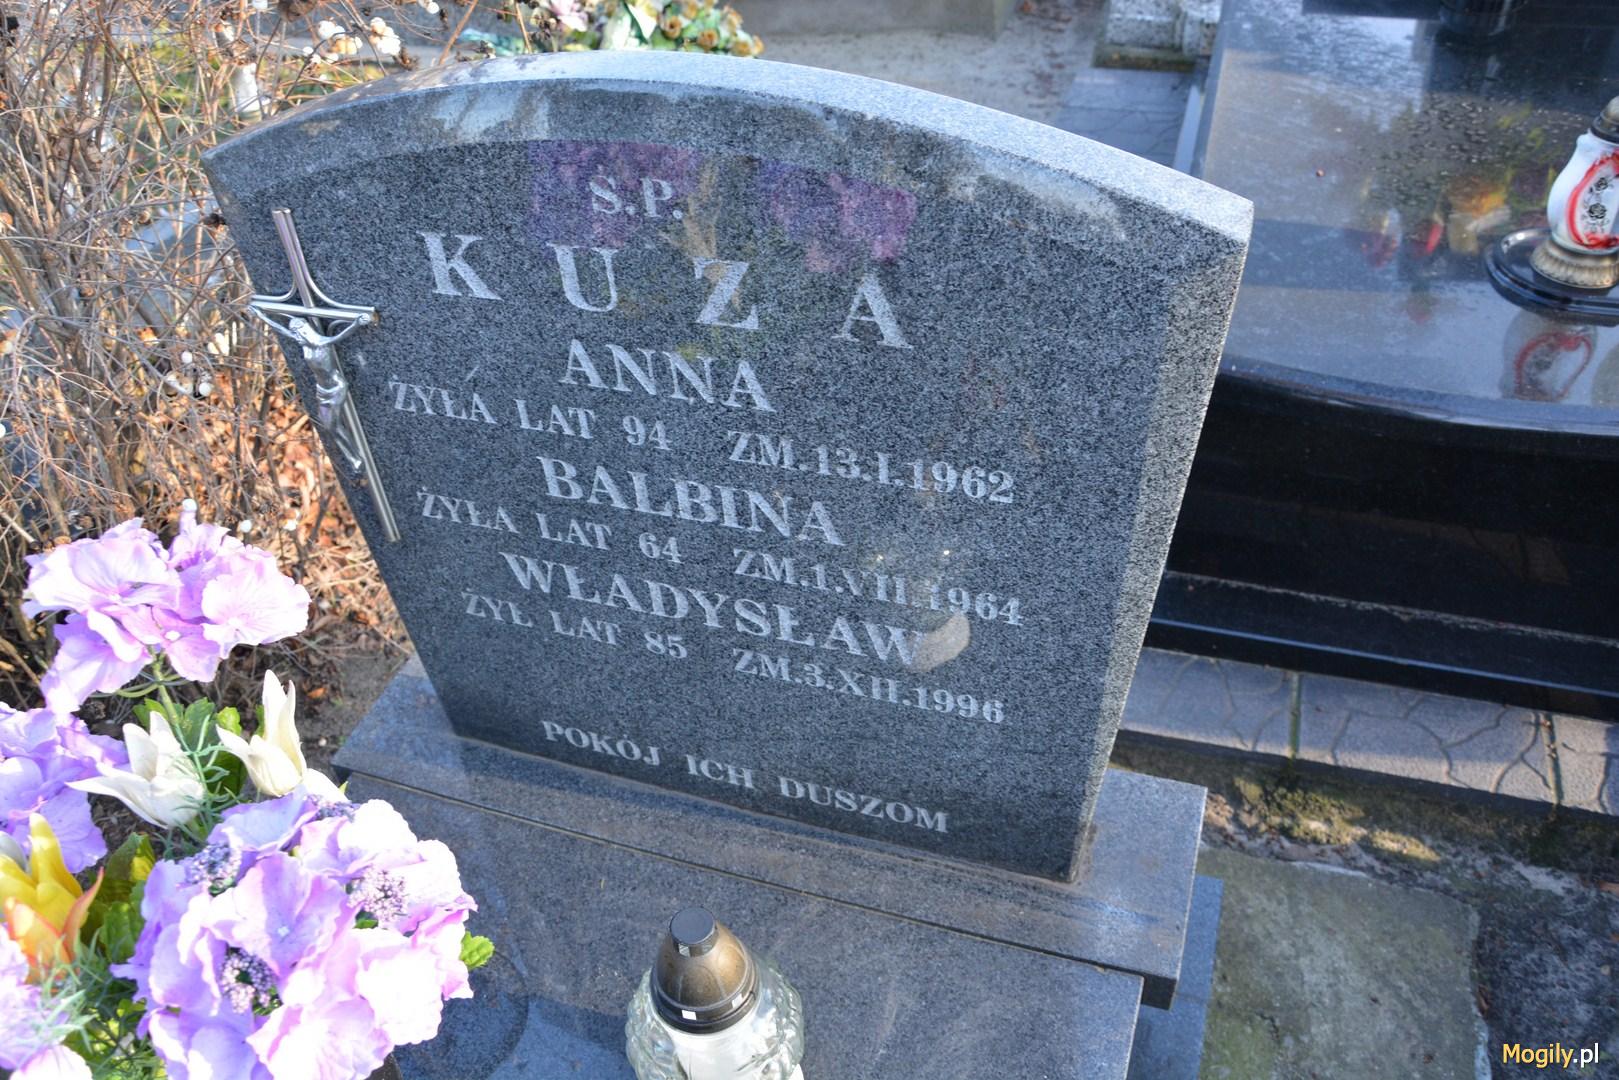 Ś.P.
KUZA
ANNA
ŻYŁA LAT 94 ZM.13.I.1962
BALBINA
ŻYŁA LAT 64 ZM.1.VII.1964
WŁADYSŁAW
ŻYŁ LAT 85 ZM.3.XII.1996
POKÓJ ICH DUSZOM
Mogily.pl